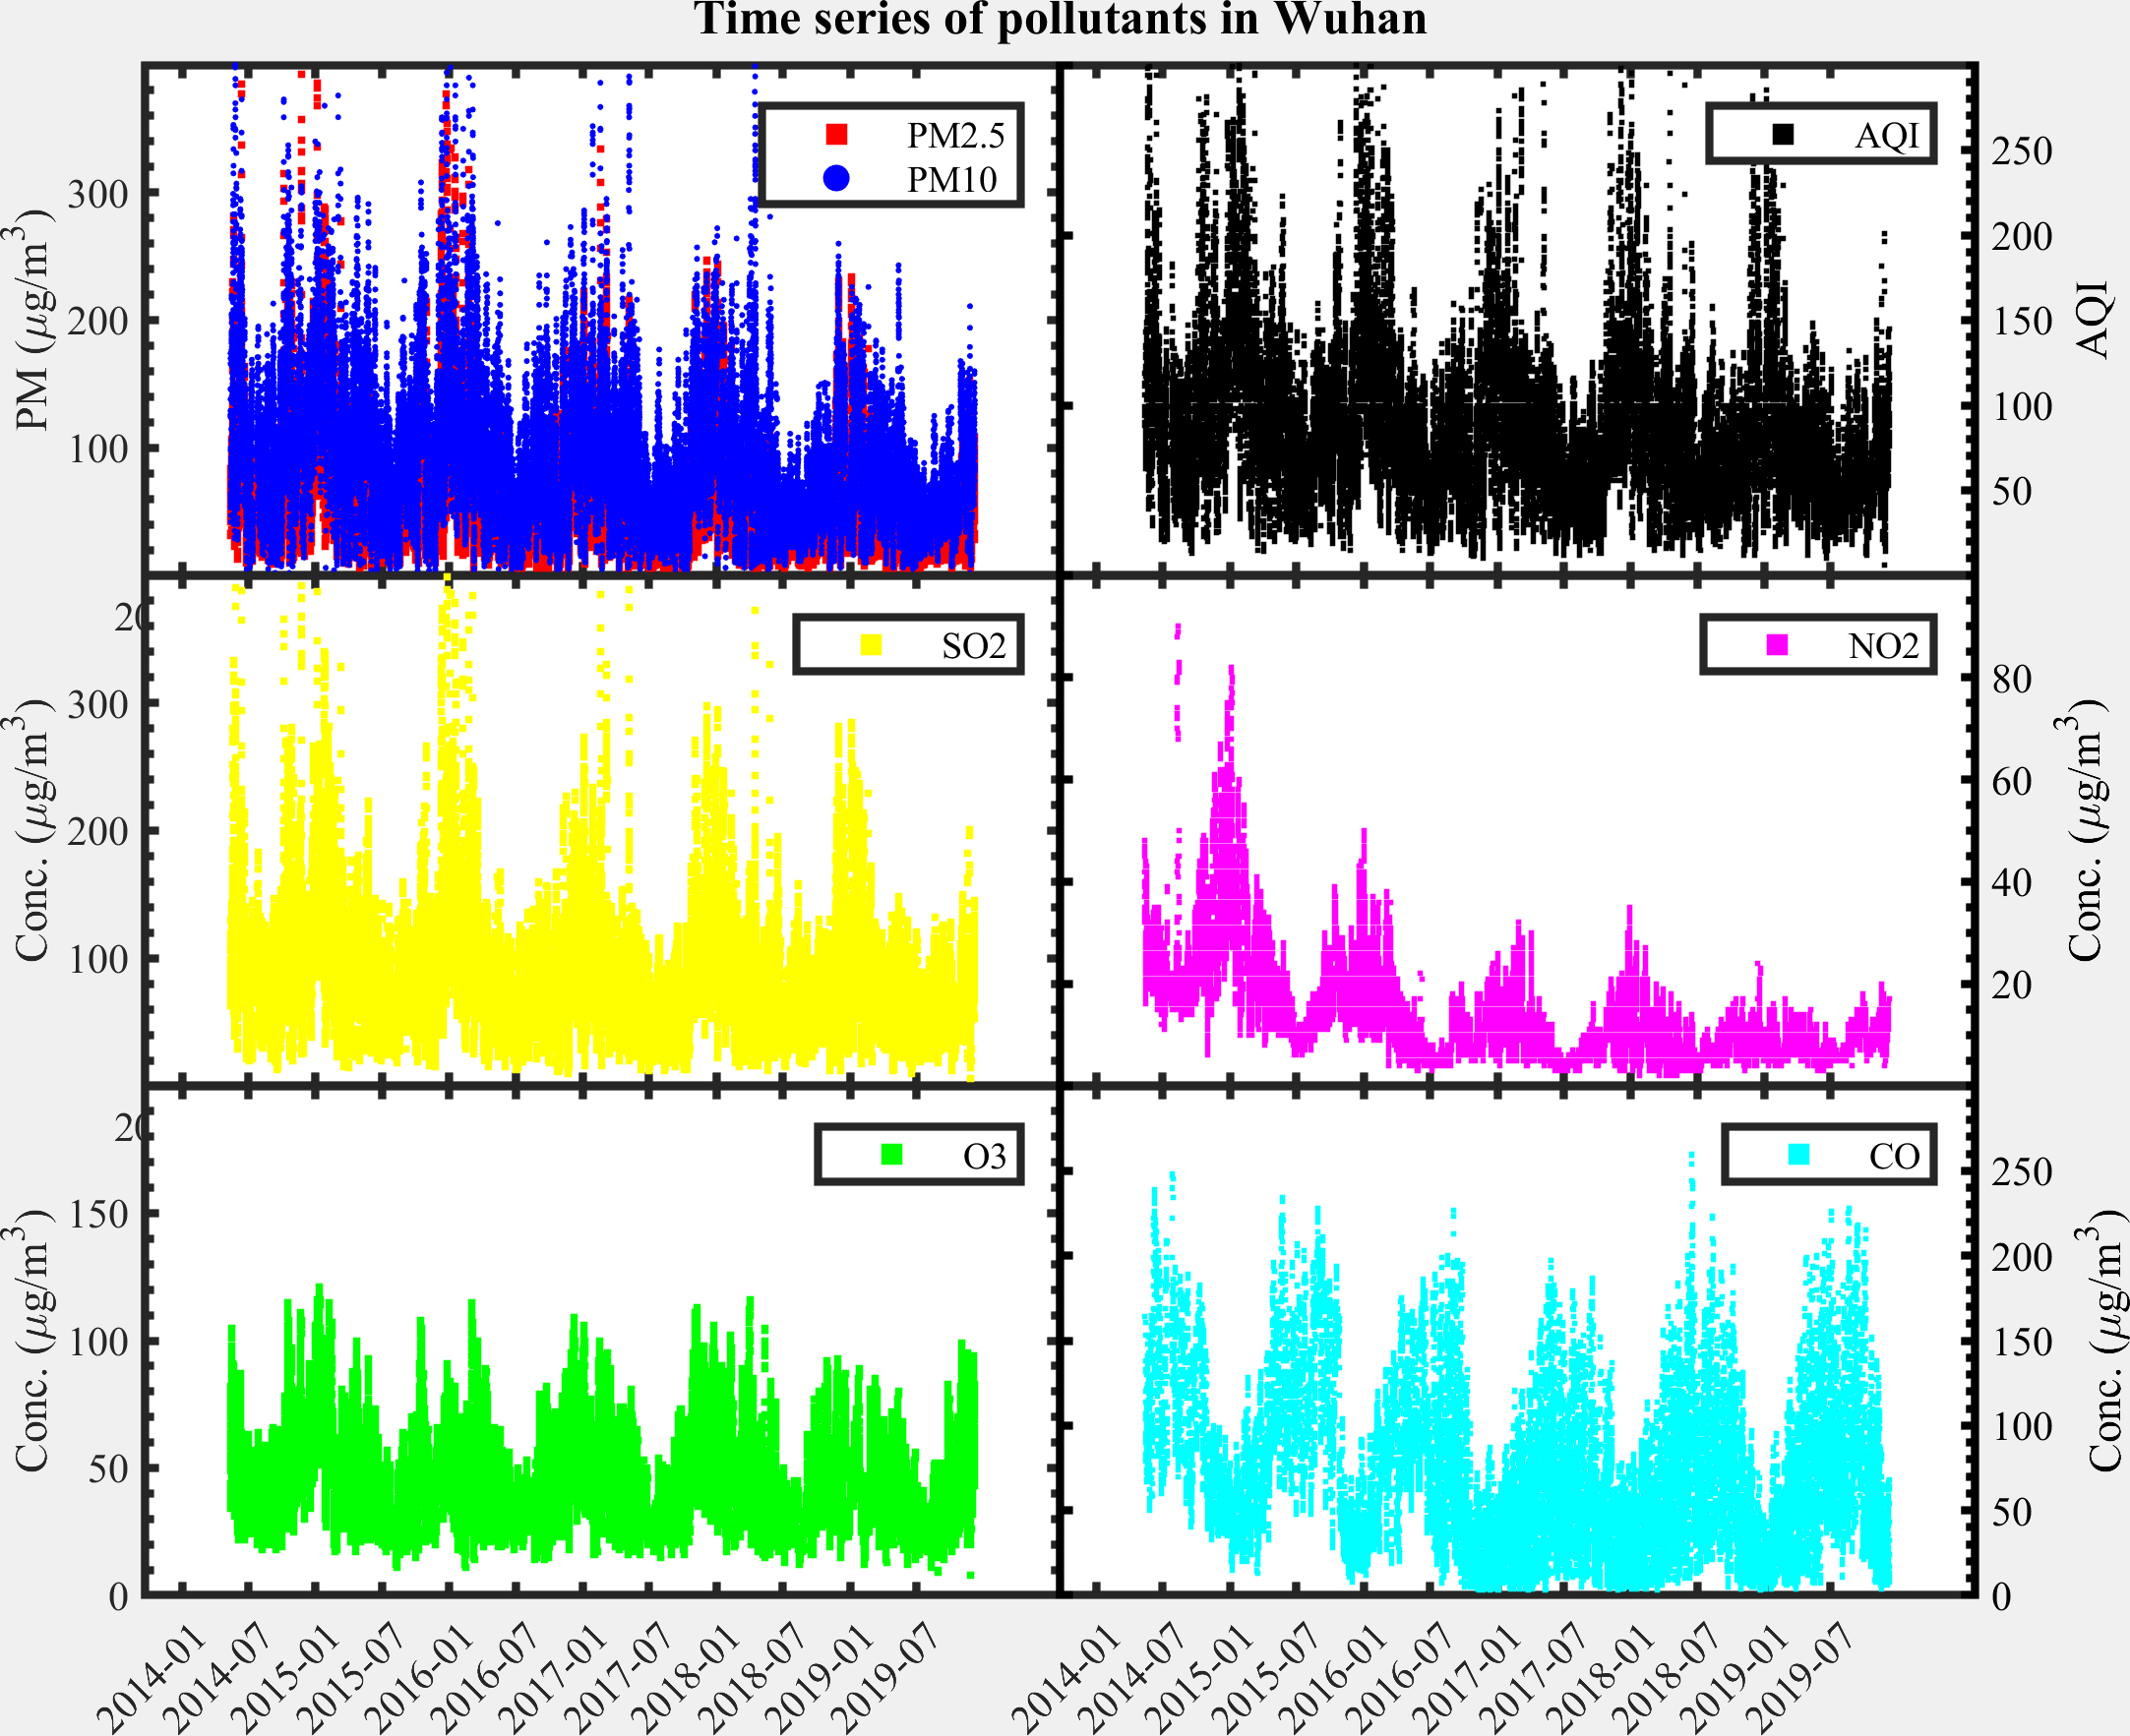 Time series of pollutants in Wuhan
PM (μg/m³)
300
200
100
PM2.5
PM10
AQI
250
200
150
100
50
AQI
Conc. (μg/m³)
300
200
100
SO2
NO2
80
60
40
20
Conc. (μg/m³)
Conc. (μg/m³)
150
100
50
0
O3
CO
250
200
150
100
50
0
Conc. (μg/m³)
2014-01 2014-07 2015-01 2015-07 2016-01 2016-07 2017-01 2017-07 2018-01 2018-07 2019-01 2019-07
2014-01 2014-07 2015-01 2015-07 2016-01 2016-07 2017-01 2017-07 2018-01 2018-07 2019-01 2019-07